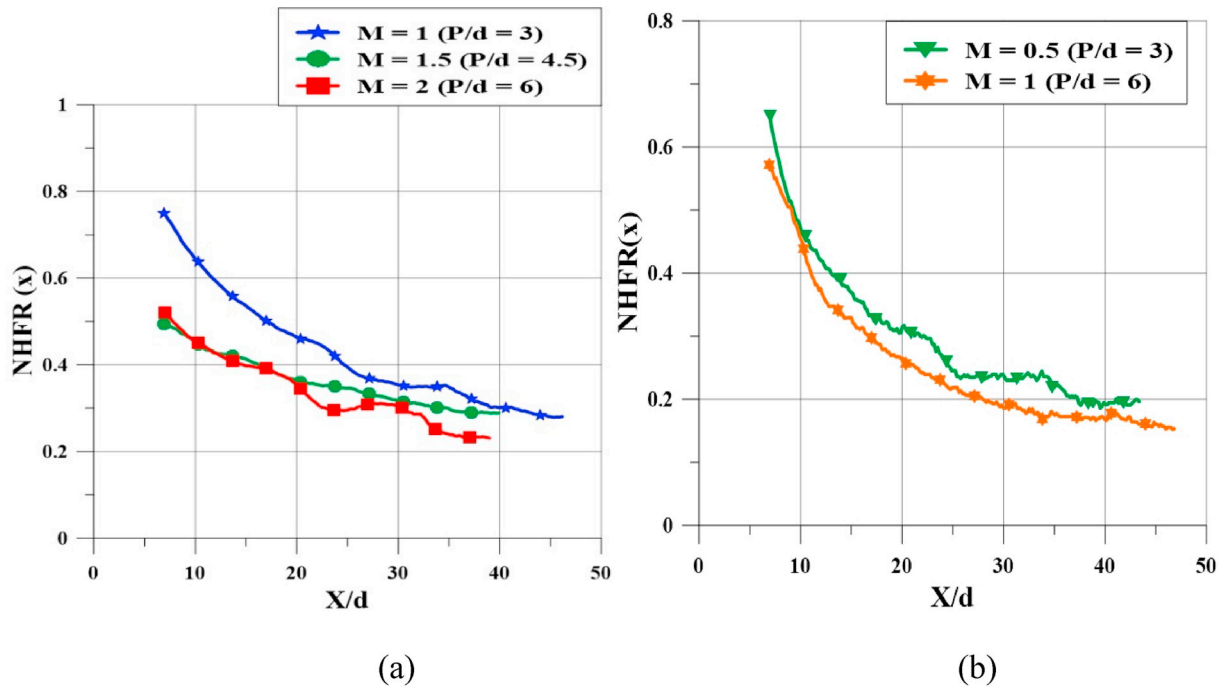 M = 1 (P/d = 3)
M = 1.5 (P/d = 4.5)
M = 2 (P/d = 6)
1
0.8
0.6
0.4
0.2
0
NHFR (x)
0 10 20 30 40 50
X/d
(a)
M = 0.5 (P/d = 3)
M = 1 (P/d = 6)
0.8
0.6
0.4
0.2
0
NHFR(x)
0 10 20 30 40 50
X/d
(b)